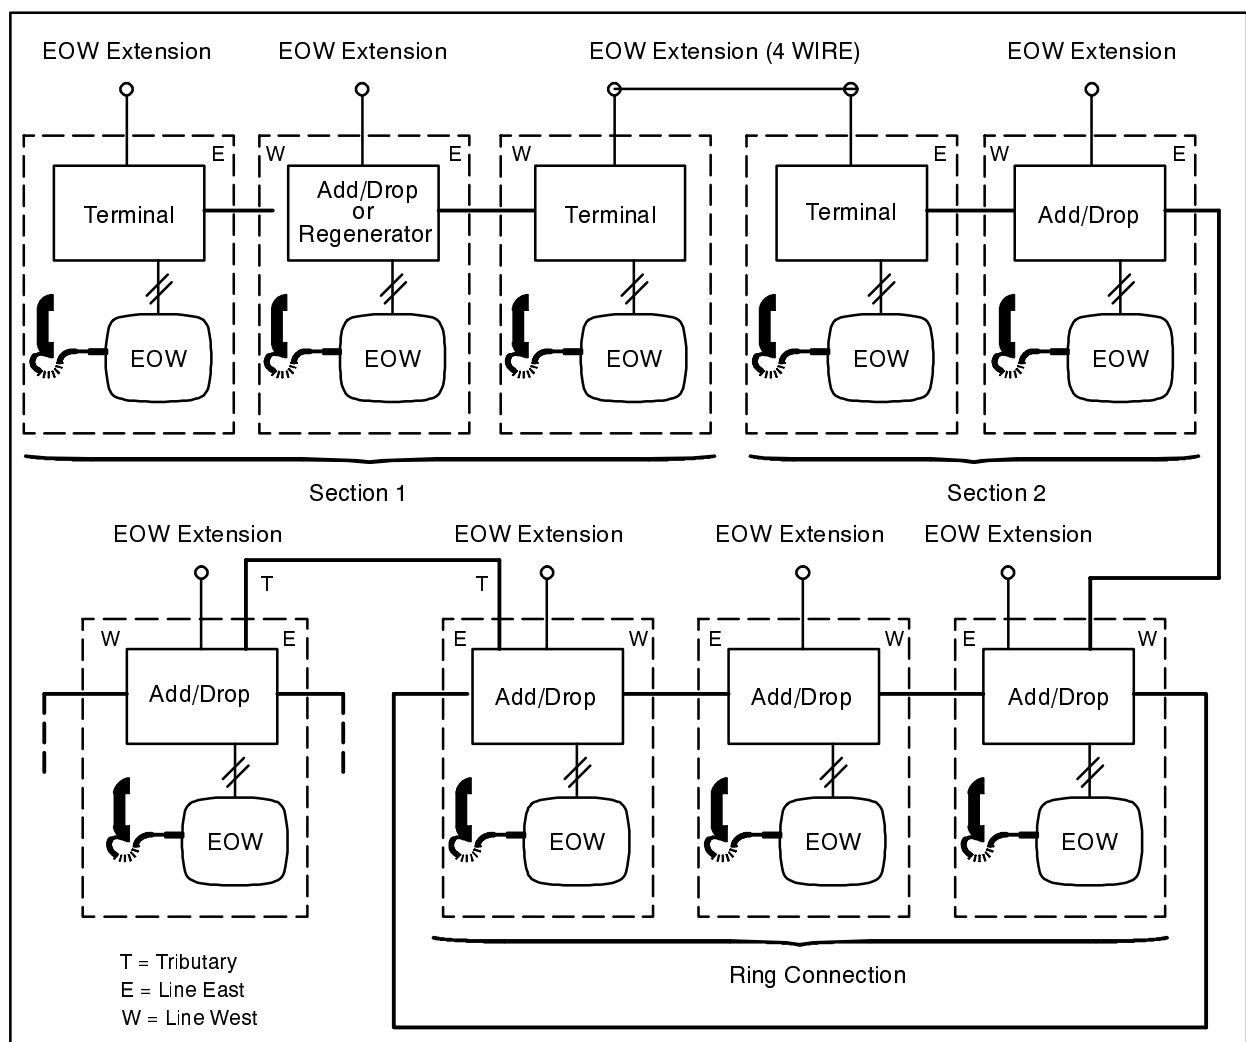 EOW Extension
EOW Extension
EOW Extension (4 WIRE)
EOW Extension
E
W
E
W
E
W
E
Terminal
Add/Drop
or
Regenerator
Terminal
Terminal
Add/Drop
EOW
EOW
EOW
EOW
EOW
Section 1
Section 2
EOW Extension
EOW Extension
EOW Extension
EOW Extension
T
T
W
E
E
W
E
W
E
W
Add/Drop
Add/Drop
Add/Drop
Add/Drop
EOW
EOW
EOW
EOW
T = Tributary
E = Line East
W = Line West
Ring Connection